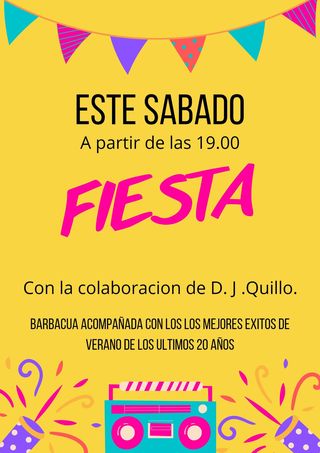 ESTE SABADO
A partir de las 19.00
FIESTA
Con la colaboracion de D. J .Quillo.
BARBACUA ACOMPAÑADA CON LOS LOS MEJORES EXITOS DE
VERANO DE LOS ULTIMOS 20 AÑOS